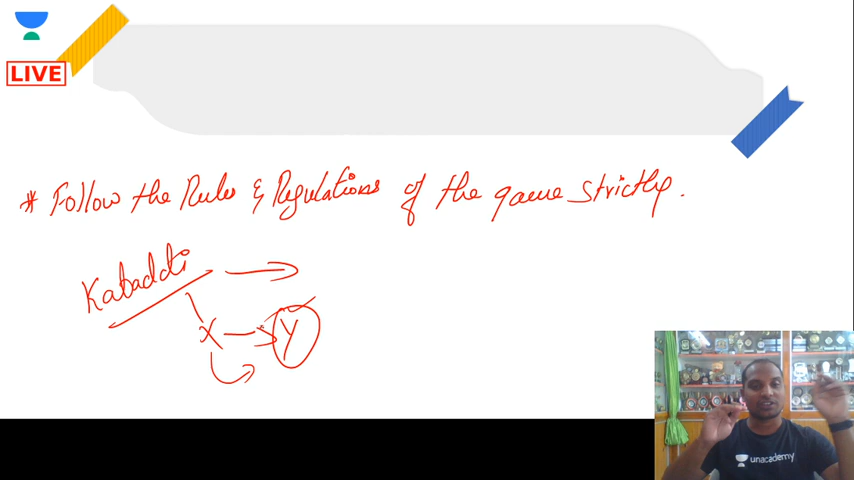 LIVE
* Follow the Rules & Regulations of the game strictly.
Kabaddi
X
Y
unacademy